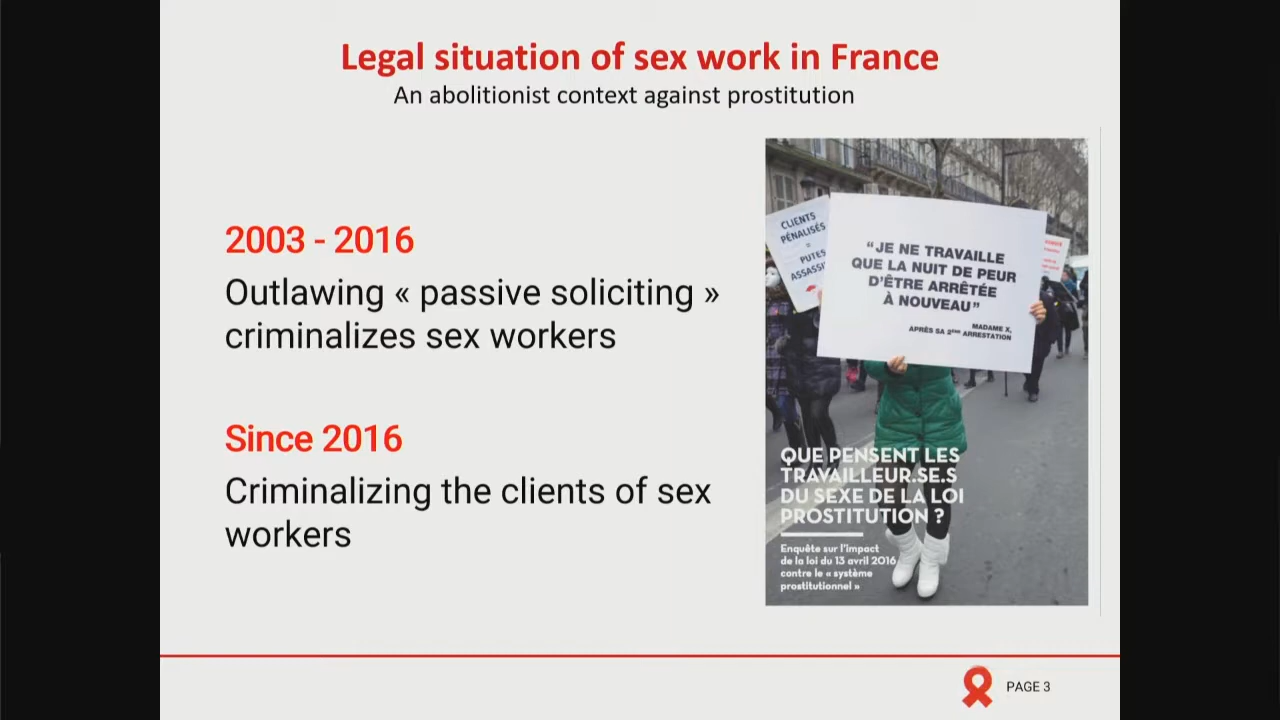 Legal situation of sex work in France
An abolitionist context against prostitution
2003 - 2016
Outlawing « passive soliciting »
criminalizes sex workers
Since 2016
Criminalizing the clients of sex
workers
CLIENTS
PÉNALISÉS
=
PUTES
ASSASSI
“JE NE TRAVAILLE
QUE LA NUIT DE PEUR
D’ÊTRE ARRÊTÉE
À NOUVEAU”
MADAME X,
APRÈS SA 2ème ARRESTATION
QUE PENSENT LES
TRAVAILLEUR.SE.S
DU SEXE DE LA LOI
PROSTITUTION ?
Enquête sur l'impact
de la loi du 13 avril 2016
contre le « système
prostitutionnel »
PAGE 3